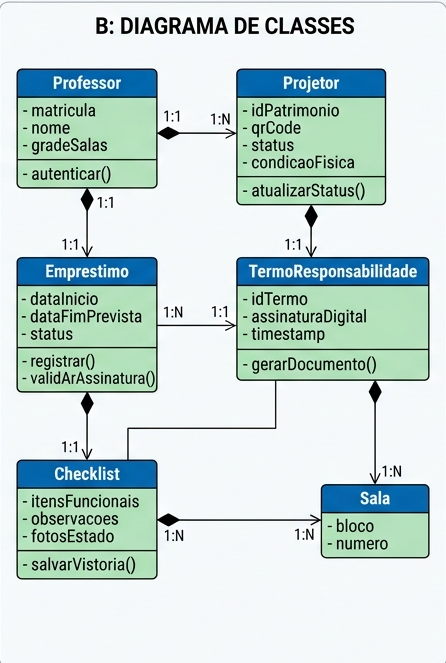 B: DIAGRAMA DE CLASSES
Professor
- matricula
- nome
- gradeSalas
- autenticar()
1:1
1:N
Projetor
- idPatrimonio
- qrCode
- status
- condicaoFisica
- atualizarStatus()
1:1
1:1
1:1
Emprestimo
- dataInicio
- dataFimPrevista
- status
- registrar()
- validArAssinatura()
1:N
1:1
TermoResponsabilidade
- idTermo
- assinaturaDigital
- timestamp
- gerarDocumento()
1:1
1:N
Checklist
- itensFuncionais
- observacoes
- fotosEstado
- salvarVistoria()
1:N
1:N
Sala
- bloco
- numero